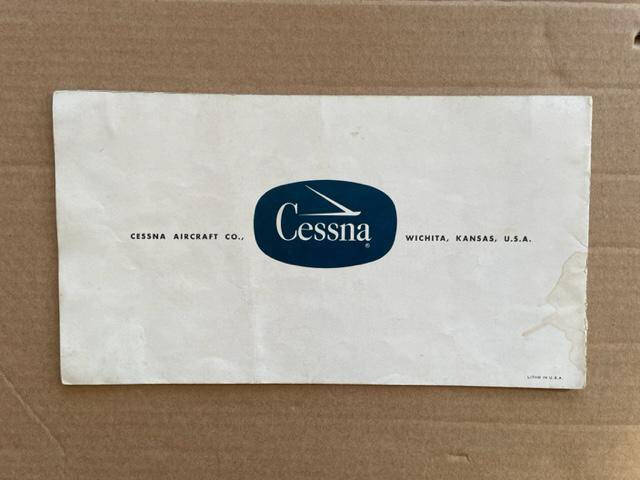 CESSNA AIRCRAFT CO., Cessna® WICHITA, KANSAS, U.S.A.
LITHO IN U.S.A.